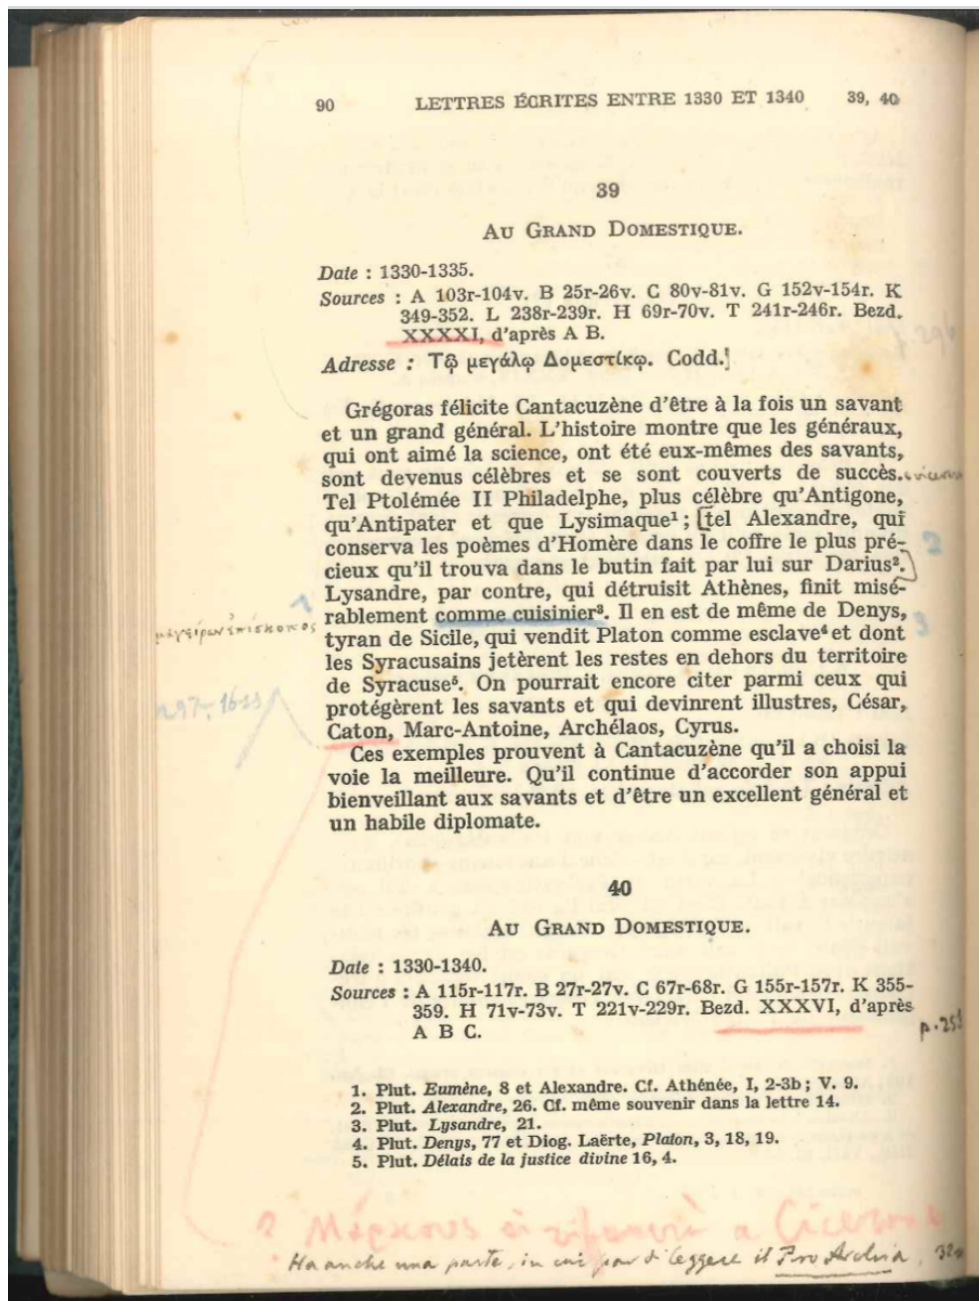 90 LETTRES ÉCRITES ENTRE 1330 ET 1340 39, 40
39
AU GRAND DOMESTIQUE.
Date : 1330-1335.
Sources : A 103r-104v. B 25r-26v. C 80v-81v. G 152v-154r. K
349-352. L 238r-239r. H 69r-70v. T 241r-246r. Bezd.
XXXXI, d'après A B.
Adresse : Τῷ μεγάλῳ Δομεστίκῳ. Codd.
Grégoras félicite Cantacuzène d'être à la fois un savant
et un grand général. L'histoire montre que les généraux,
qui ont aimé la science, ont été eux-mêmes des savants,
sont devenus célèbres et se sont couverts de succès.
Tel Ptolémée II Philadelphe, plus célèbre qu'Antigone,
qu'Antipater et que Lysimaque¹ ; tel Alexandre, qui
conserva les poèmes d'Homère dans le coffre le plus pré-
cieux qu'il trouva dans le butin fait par lui sur Darius².
2
Lysandre, par contre, qui détruisit Athènes, finit misé-
1
rablement comme cuisinier³. Il en est de même de Denys,
3
tyran de Sicile, qui vendit Platon comme esclave⁴ et dont
les Syracusains jetèrent les restes en dehors du territoire
de Syracuse⁵. On pourrait encore citer parmi ceux qui
protégèrent les savants et qui devinrent illustres, César,
Caton, Marc-Antoine, Archélaos, Cyrus.
Ces exemples prouvent à Cantacuzène qu'il a choisi la
voie la meilleure. Qu'il continue d'accorder son appui
bienveillant aux savants et d'être un excellent général et
un habile diplomate.
40
AU GRAND DOMESTIQUE.
Date : 1330-1340.
Sources : A 115r-117r. B 27r-27v. C 67r-68r. G 155r-157r. K 355-
359. H 71v-73v. T 221v-229r. Bezd. XXXVI, d'après
A B C.
1. Plut. Eumène, 8 et Alexandre. Cf. Athénée, I, 2-3b ; V. 9.
2. Plut. Alexandre, 26. Cf. même souvenir dans la lettre 14.
3. Plut. Lysandre, 21.
4. Plut. Denys, 77 et Diog. Laërte, Platon, 3, 18, 19.
5. Plut. Délais de la justice divine 16, 4.
? si a Cicerone
Ha anche una parte, in cui par di leggere il Pro Archia,